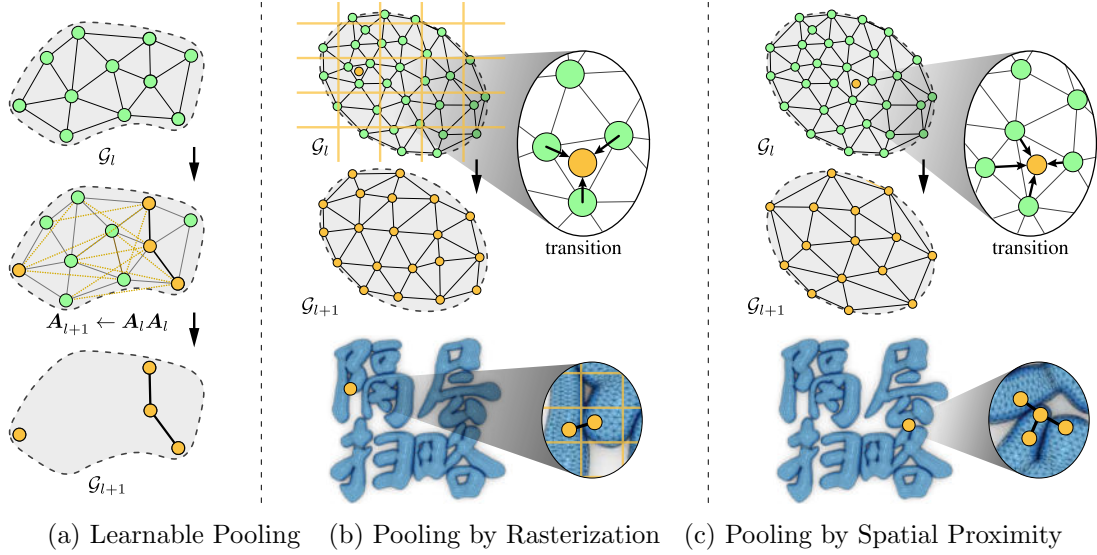 𝒢ₗ
𝑨ₗ₊₁ ← 𝑨ₗ𝑨ₗ
𝒢ₗ₊₁
(a) Learnable Pooling
𝒢ₗ
transition
𝒢ₗ₊₁
隔层
扫略
(b) Pooling by Rasterization
𝒢ₗ
transition
𝒢ₗ₊₁
隔层
扫略
(c) Pooling by Spatial Proximity